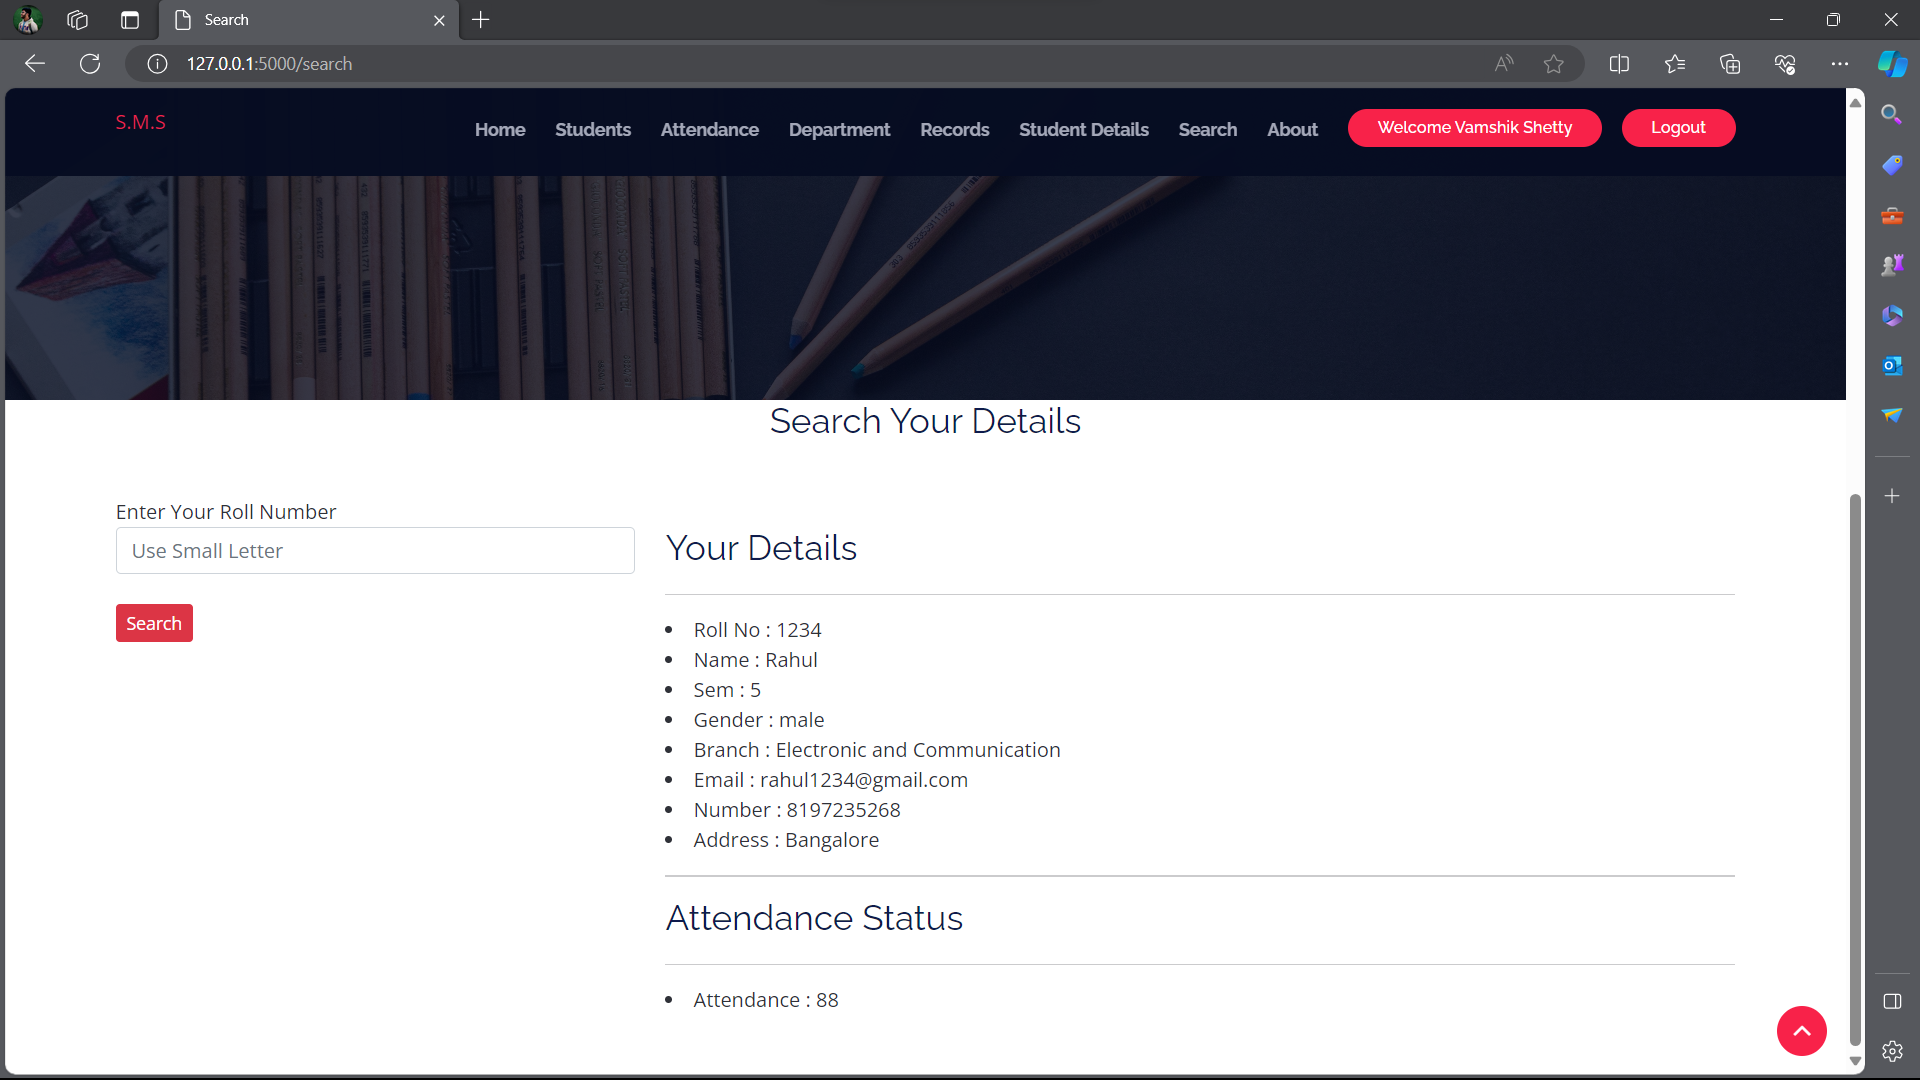 Search
127.0.0.1:5000/search
S.M.S
Home Students Attendance Department Records Student Details Search About Welcome Vamshik Shetty Logout
Search Your Details
Enter Your Roll Number
Use Small Letter
Search
Your Details
Roll No : 1234
Name : Rahul
Sem : 5
Gender : male
Branch : Electronic and Communication
Email : rahul1234@gmail.com
Number : 8197235268
Address : Bangalore
Attendance Status
Attendance : 88